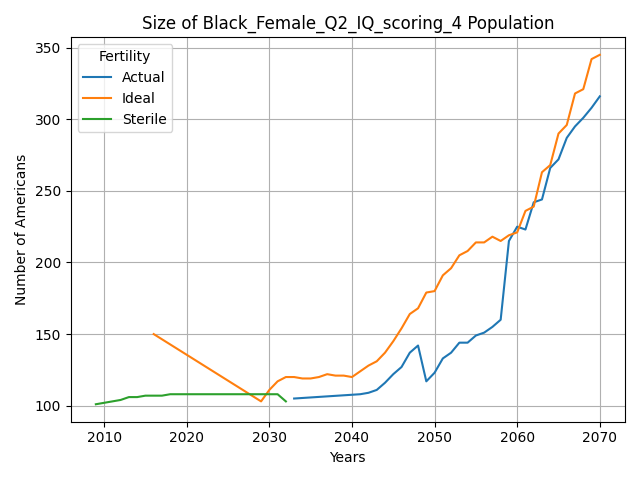 Size of Black_Female_Q2_IQ_scoring_4 Population
Fertility
Actual
Ideal
Sterile
Number of Americans
350
300
250
200
150
100
2010 2020 2030 2040 2050 2060 2070
Years